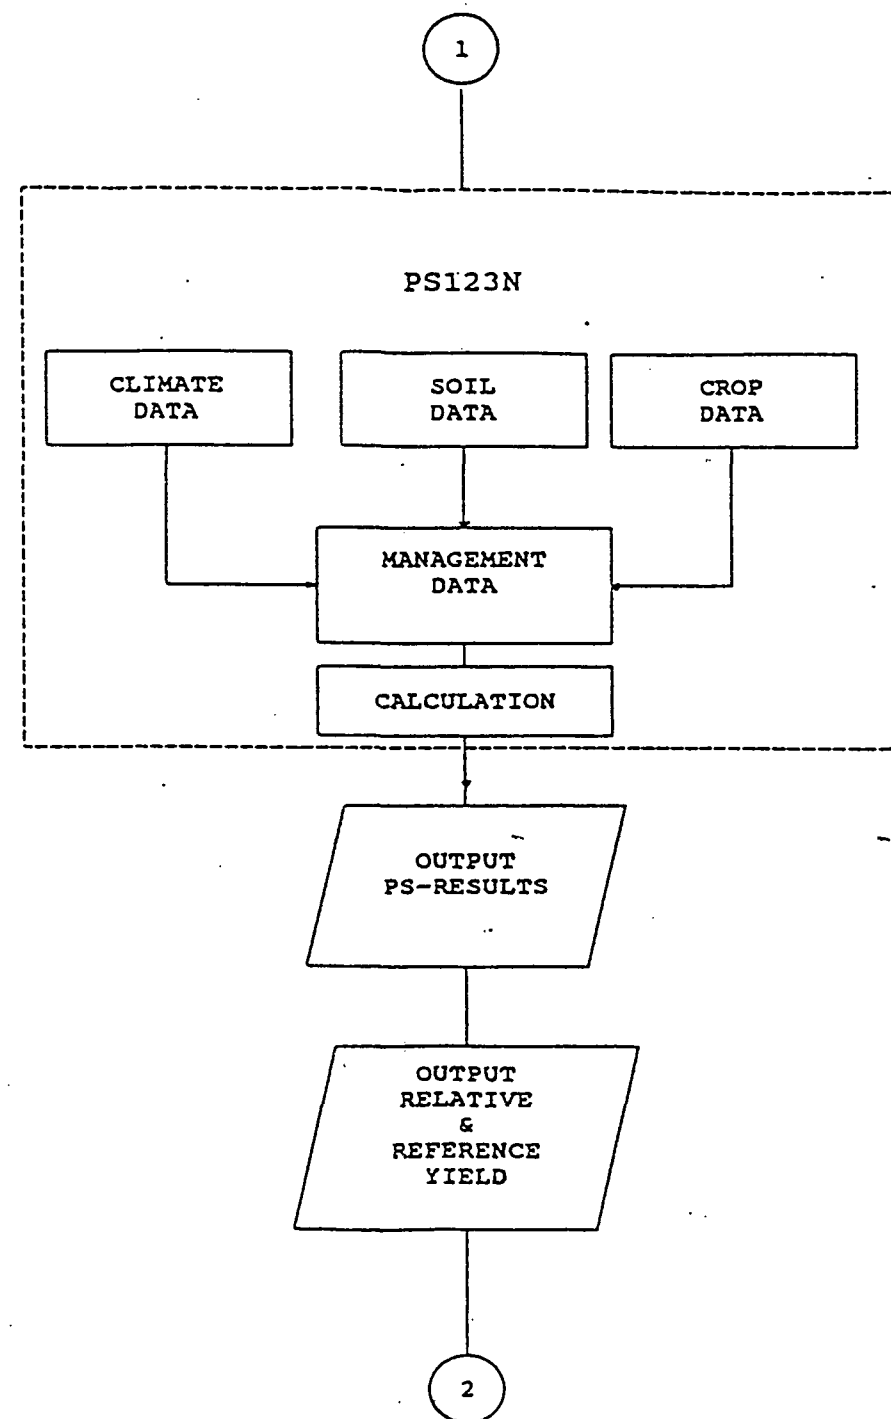 1
PS123N
CLIMATE
DATA
SOIL
DATA
CROP
DATA
MANAGEMENT
DATA
CALCULATION
OUTPUT
PS-RESULTS
OUTPUT
RELATIVE
&
REFERENCE
YIELD
2